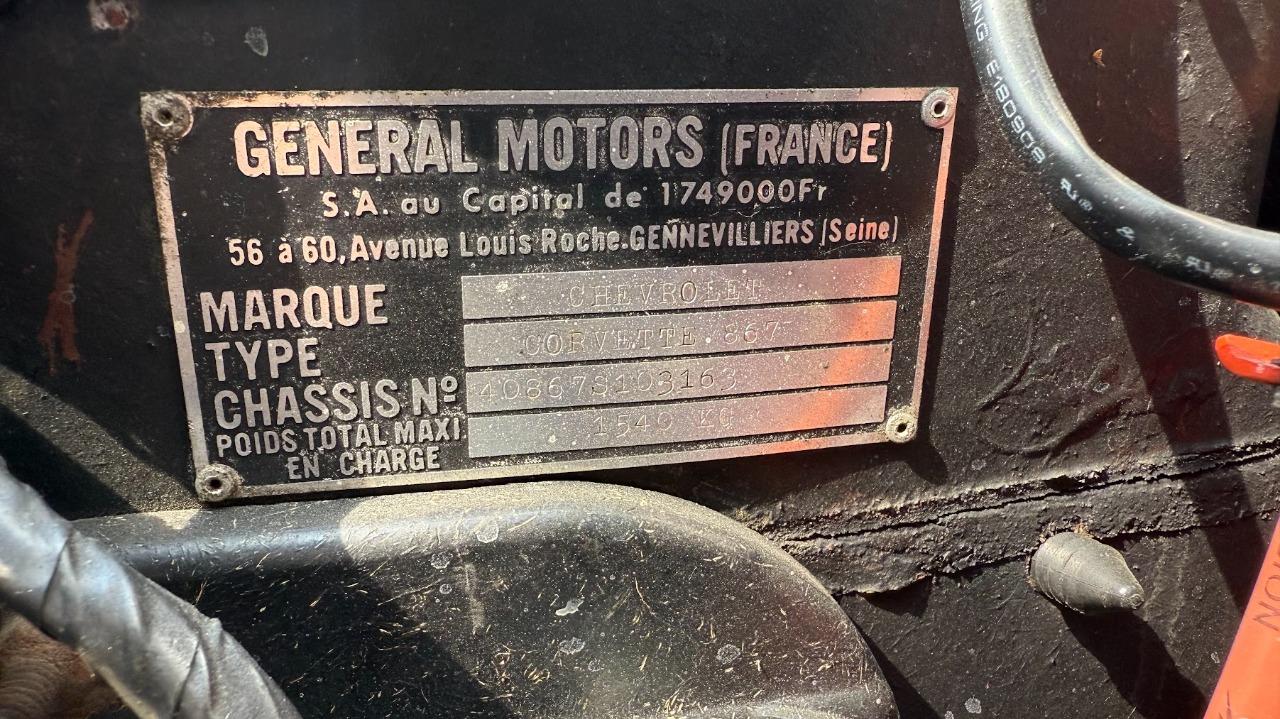 GENERAL MOTORS (FRANCE)
S.A. au Capital de 1749000Fr
56 à 60, Avenue Louis Roche. GENNEVILLIERS (Seine)
MARQUE CHEVROLET
TYPE CORVETTE 867
CHASSIS Nº 40867S103163
POIDS TOTAL MAXI
EN CHARGE 1540 KG
E180908